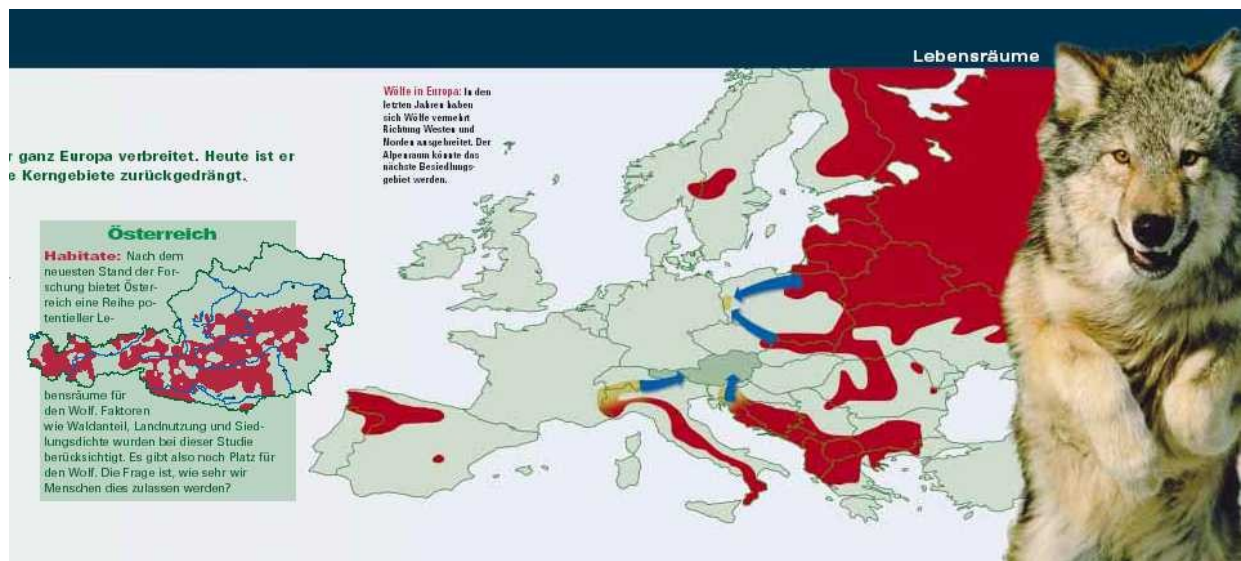 Lebensräume
r ganz Europa verbreitet. Heute ist er
e Kerngebiete zurückgedrängt.
Wölfe in Europa: In den
letzten Jahren haben
sich Wölfe vermehrt
Richtung Westen und
Norden ausgebreitet. Der
Alpenraum könnte das
nächste Besiedlungs-
gebiet werden.
Österreich
Habitate: Nach dem
neuesten Stand der For-
schung bietet Öster-
reich eine Reihe po-
tentieller Le-
bensräume für
den Wolf. Faktoren
wie Waldanteil, Landnutzung und Sied-
lungsdichte wurden bei dieser Studie
berücksichtigt. Es gibt also noch Platz für
den Wolf. Die Frage ist, wie sehr wir
Menschen dies zulassen werden?